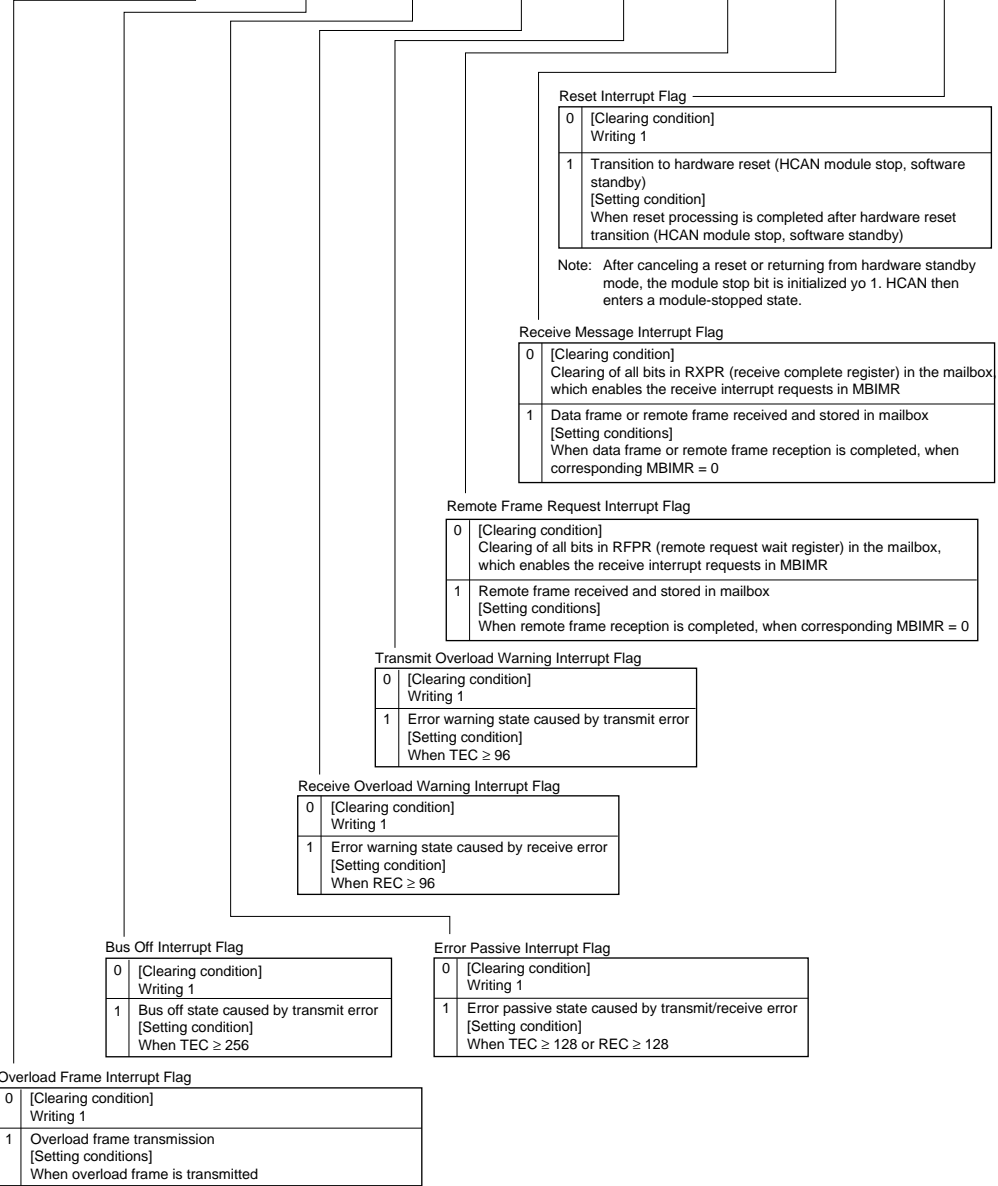 Reset Interrupt Flag
0 [Clearing condition]
Writing 1
1 Transition to hardware reset (HCAN module stop, software
standby)
[Setting condition]
When reset processing is completed after hardware reset
transition (HCAN module stop, software standby)
Note: After canceling a reset or returning from hardware standby
mode, the module stop bit is initialized yo 1. HCAN then
enters a module-stopped state.
Receive Message Interrupt Flag
0 [Clearing condition]
Clearing of all bits in RXPR (receive complete register) in the mailbox,
which enables the receive interrupt requests in MBIMR
1 Data frame or remote frame received and stored in mailbox
[Setting conditions]
When data frame or remote frame reception is completed, when
corresponding MBIMR = 0
Remote Frame Request Interrupt Flag
0 [Clearing condition]
Clearing of all bits in RFPR (remote request wait register) in the mailbox,
which enables the receive interrupt requests in MBIMR
1 Remote frame received and stored in mailbox
[Setting conditions]
When remote frame reception is completed, when corresponding MBIMR = 0
Transmit Overload Warning Interrupt Flag
0 [Clearing condition]
Writing 1
1 Error warning state caused by transmit error
[Setting condition]
When TEC ≥ 96
Receive Overload Warning Interrupt Flag
0 [Clearing condition]
Writing 1
1 Error warning state caused by receive error
[Setting condition]
When REC ≥ 96
Bus Off Interrupt Flag
0 [Clearing condition]
Writing 1
1 Bus off state caused by transmit error
[Setting condition]
When TEC ≥ 256
Error Passive Interrupt Flag
0 [Clearing condition]
Writing 1
1 Error passive state caused by transmit/receive error
[Setting condition]
When TEC ≥ 128 or REC ≥ 128
Overload Frame Interrupt Flag
0 [Clearing condition]
Writing 1
1 Overload frame transmission
[Setting conditions]
When overload frame is transmitted